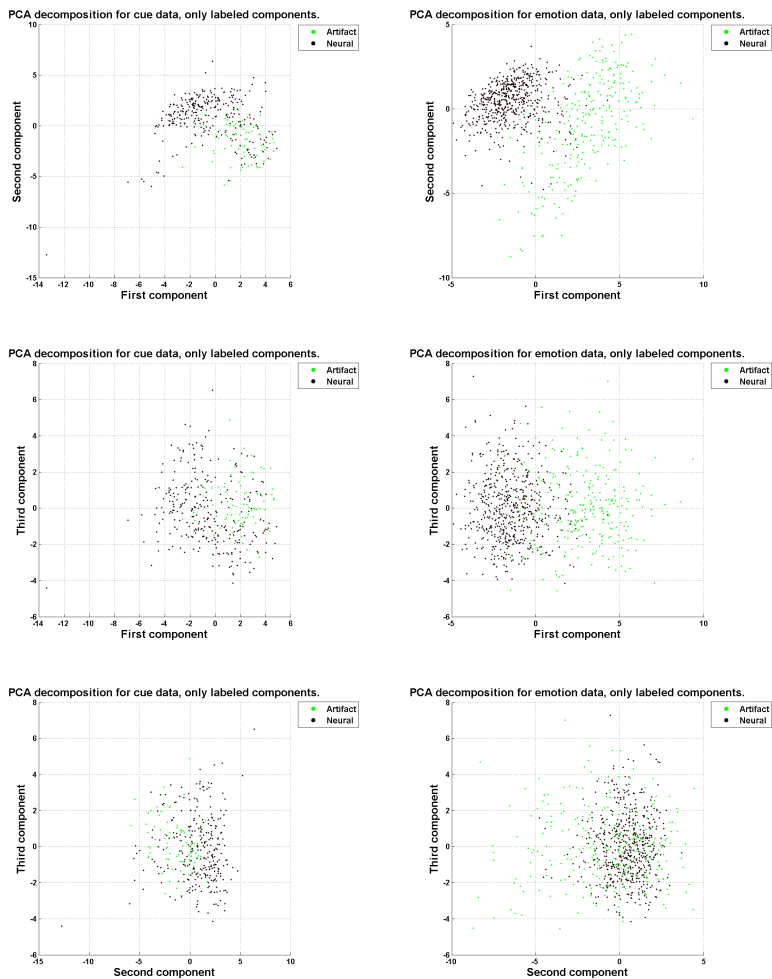 PCA decomposition for cue data, only labeled components.
10
5
0
-5
-10
-15
-14
-12
-10
-8
-6
-4
-2
0
2
4
6
Second component
First component
Artifact
Neural
PCA decomposition for emotion data, only labeled components.
5
0
-5
-10
-5
0
5
10
Second component
First component
Artifact
Neural
PCA decomposition for cue data, only labeled components.
8
6
4
2
0
-2
-4
-6
-14
-12
-10
-8
-6
-4
-2
0
2
4
6
Third component
First component
Artifact
Neural
PCA decomposition for emotion data, only labeled components.
8
6
4
2
0
-2
-4
-6
-5
0
5
10
Third component
First component
Artifact
Neural
PCA decomposition for cue data, only labeled components.
8
6
4
2
0
-2
-4
-6
-10
-5
0
5
10
Third component
Second component
Artifact
Neural
PCA decomposition for emotion data, only labeled components.
8
6
4
2
0
-2
-4
-6
-10
-5
0
5
Third component
Second component
Artifact
Neural